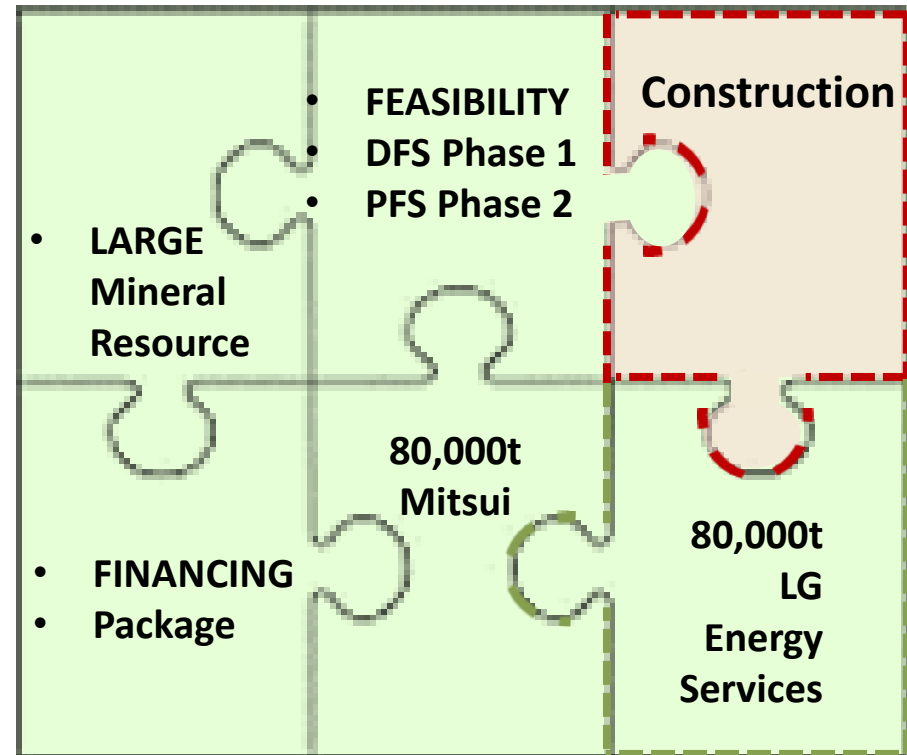 • LARGE
Mineral
Resource
• FEASIBILITY
• DFS Phase 1
• PFS Phase 2
Construction
• FINANCING
• Package
80,000t
Mitsui
80,000t
LG
Energy
Services